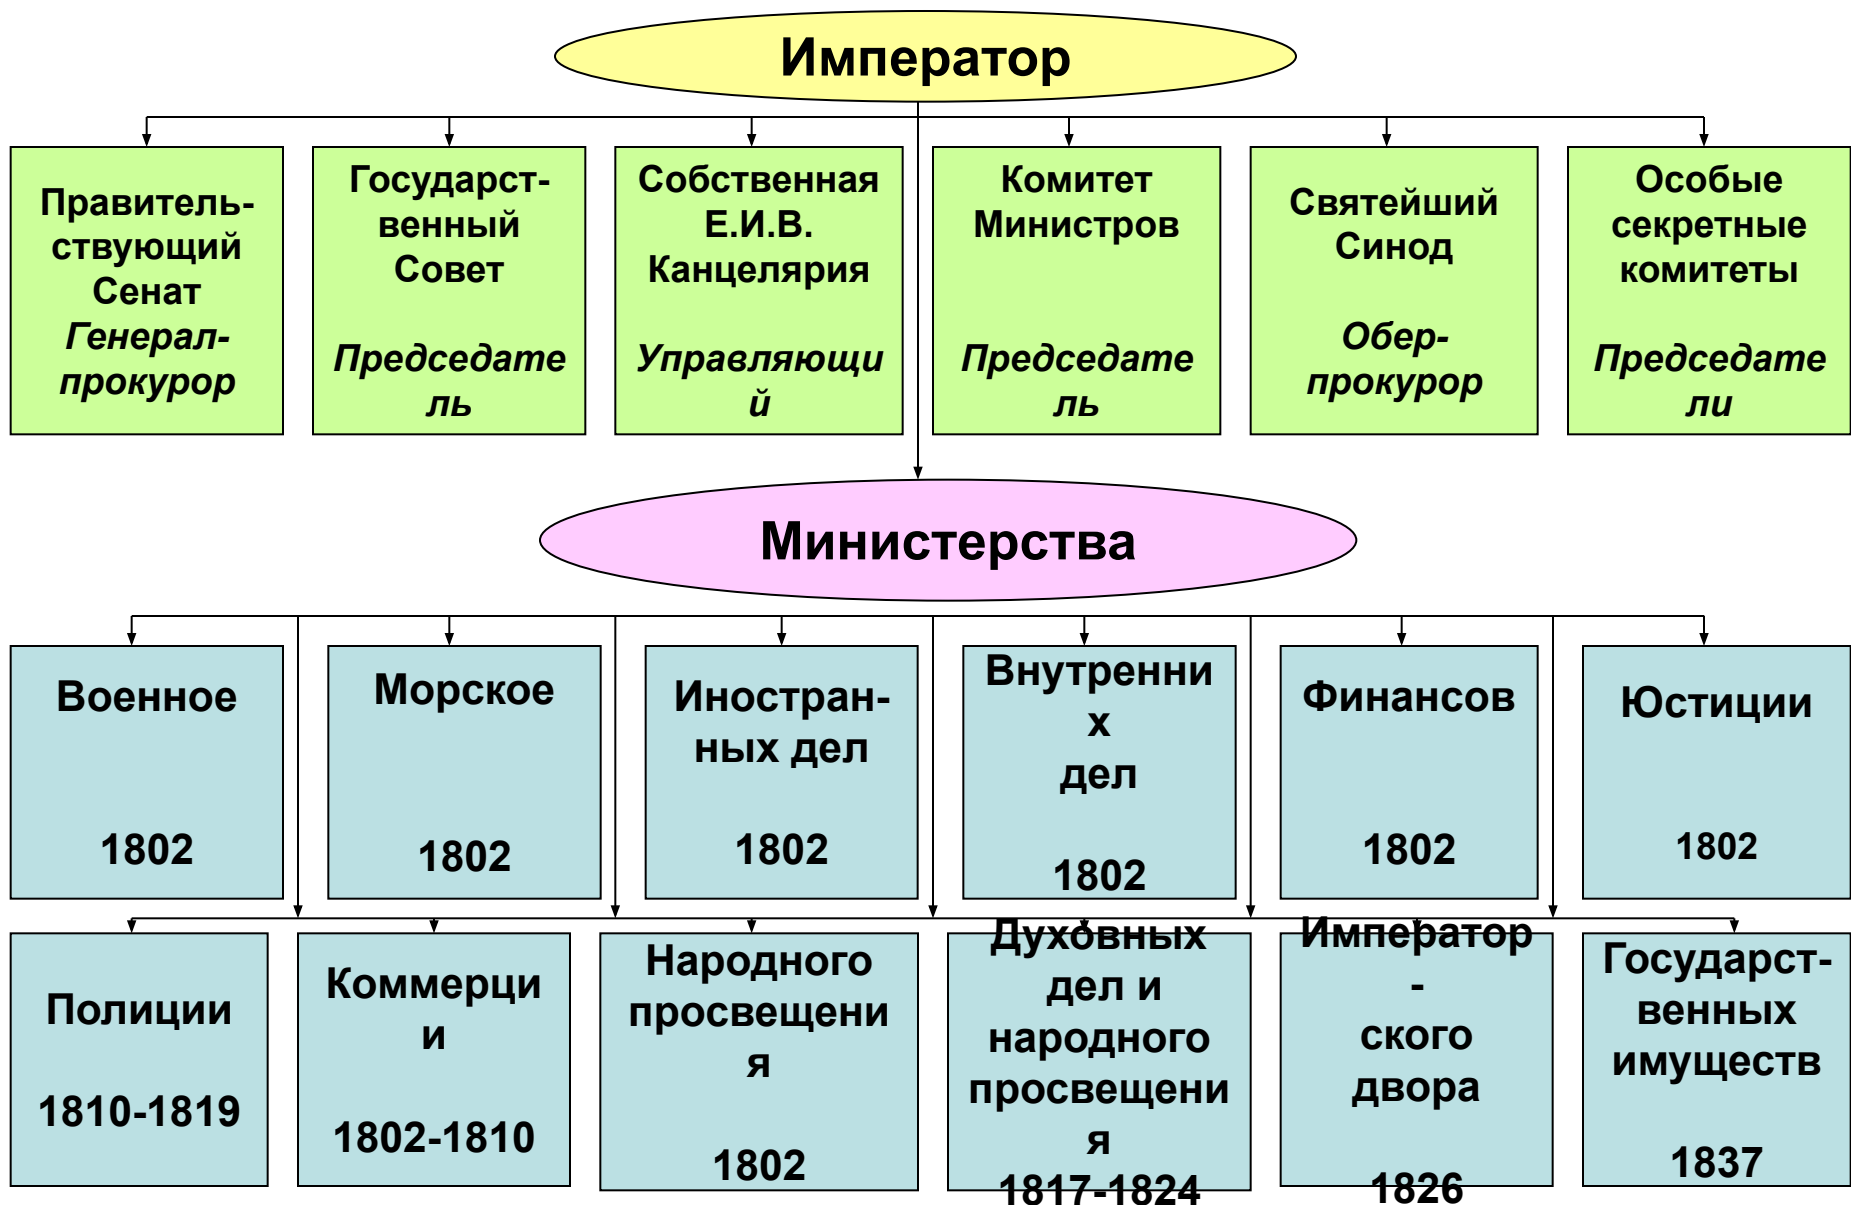 Император
Правитель-
ствующий
Сенат
Генерал-
прокурор
Государст-
венный
Совет
Председате
ль
Собственная
Е.И.В.
Канцелярия
Управляющи
й
Комитет
Министров
Председате
ль
Святейший
Синод
Обер-
прокурор
Особые
секретные
комитеты
Председате
ли
Министерства
Военное
1802
Морское
1802
Иностран-
ных дел
1802
Внутренни
х
дел
1802
Финансов
1802
Юстиции
1802
Полиции
1810-1819
Коммерци
и
1802-1810
Народного
просвещени
я
1802
Духовных
дел и
народного
просвещени
я
1817-1824
Император
-
ского
двора
1826
Государст-
венных
имуществ
1837